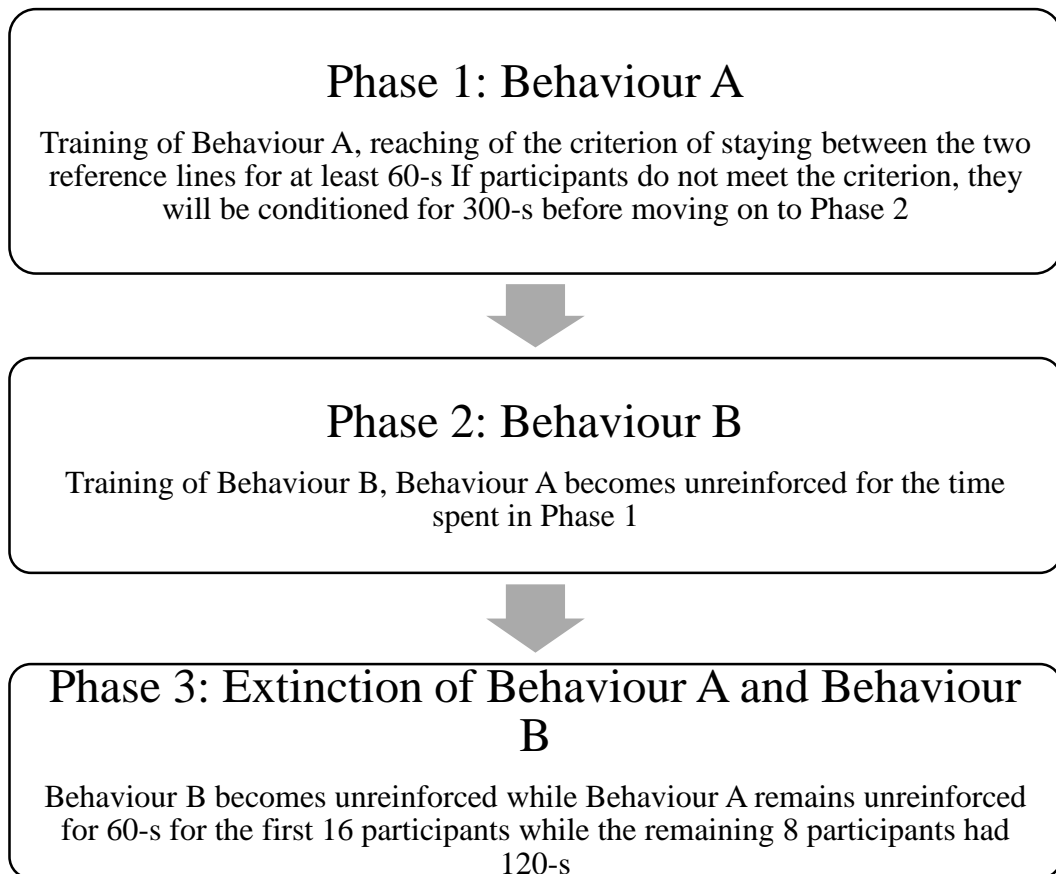 Phase 1: Behaviour A
Training of Behaviour A, reaching of the criterion of staying between the two
reference lines for at least 60-s If participants do not meet the criterion, they
will be conditioned for 300-s before moving on to Phase 2
Phase 2: Behaviour B
Training of Behaviour B, Behaviour A becomes unreinforced for the time
spent in Phase 1
Phase 3: Extinction of Behaviour A and Behaviour
B
Behaviour B becomes unreinforced while Behaviour A remains unreinforced
for 60-s for the first 16 participants while the remaining 8 participants had
120-s